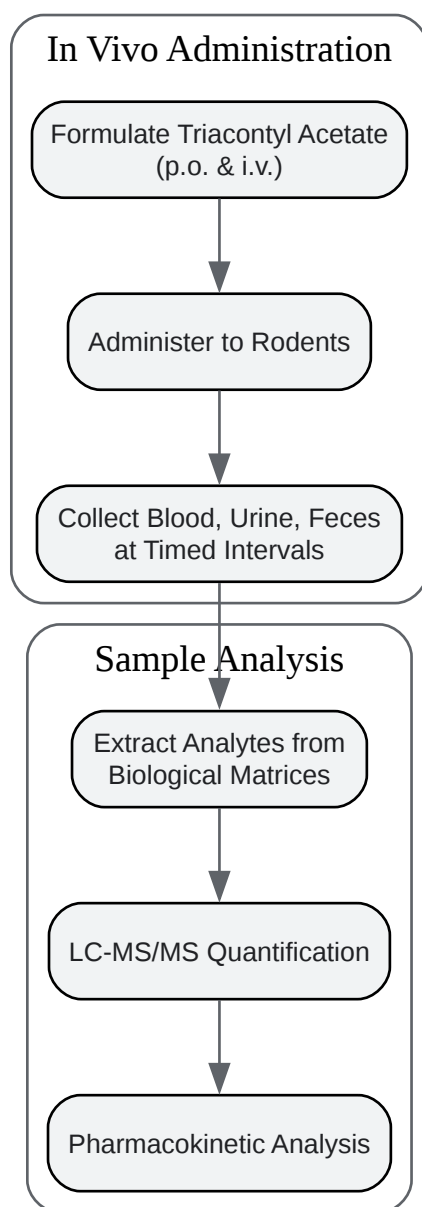 In Vivo Administration
Formulate Triacontyl Acetate
(p.o. & i.v.)
Administer to Rodents
Collect Blood, Urine, Feces
at Timed Intervals
Sample Analysis
Extract Analytes from
Biological Matrices
LC-MS/MS Quantification
Pharmacokinetic Analysis